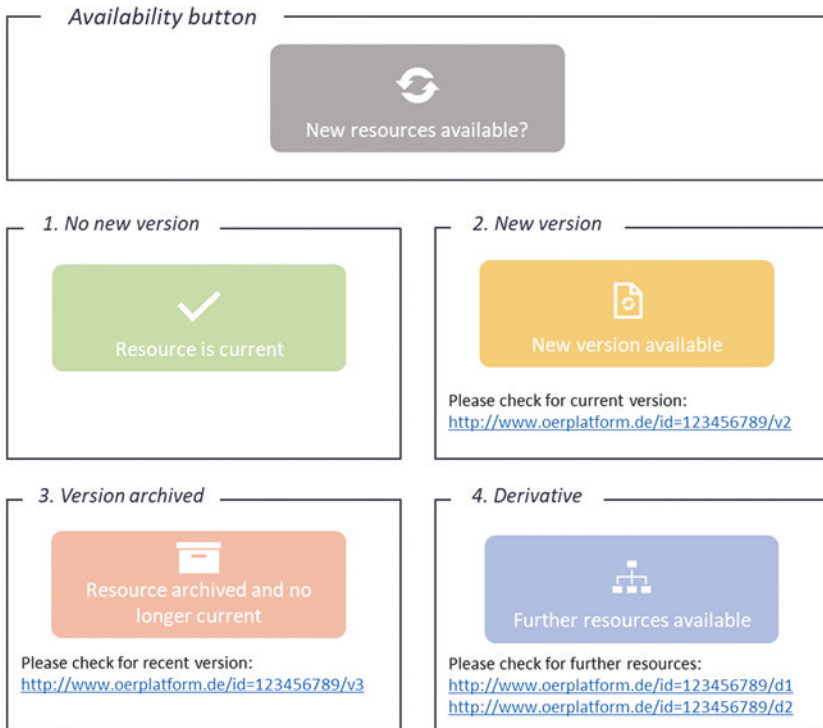 Availability button
New resources available?
1. No new version
Resource is current
2. New version
New version available
Please check for current version:
http://www.oerplatform.de/id=123456789/v2
3. Version archived
Resource archived and no
longer current
Please check for recent version:
http://www.oerplatform.de/id=123456789/v3
4. Derivative
Further resources available
Please check for further resources:
http://www.oerplatform.de/id=123456789/d1
http://www.oerplatform.de/id=123456789/d2